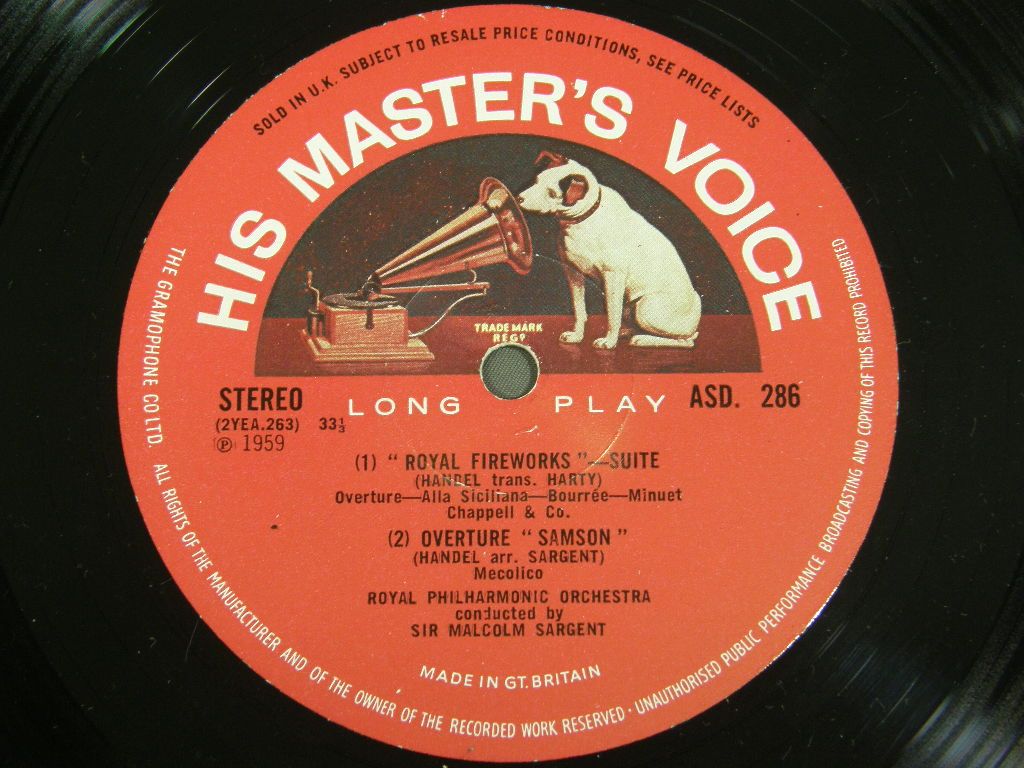 SOLD IN U.K. SUBJECT TO RESALE PRICE CONDITIONS, SEE PRICE LISTS
HIS MASTER'S VOICE
TRADE MARK
REGD
STEREO
LONG PLAY
ASD. 286
(2YEA.263) 33⅓
℗ 1959
(1) “ ROYAL FIREWORKS ”—SUITE
(HANDEL trans. HARTY)
Overture—Alla Siciliana—Bourrée—Minuet
Chappell & Co.
(2) OVERTURE “ SAMSON ”
(HANDEL arr. SARGENT)
Mecolico
ROYAL PHILHARMONIC ORCHESTRA
conducted by
SIR MALCOLM SARGENT
MADE IN GT. BRITAIN
THE GRAMOPHONE CO LTD. ALL RIGHTS OF THE MANUFACTURER AND OF THE OWNER OF THE RECORDED WORK RESERVED · UNAUTHORISED PUBLIC PERFORMANCE BROADCASTING AND COPYING OF THIS RECORD PROHIBITED